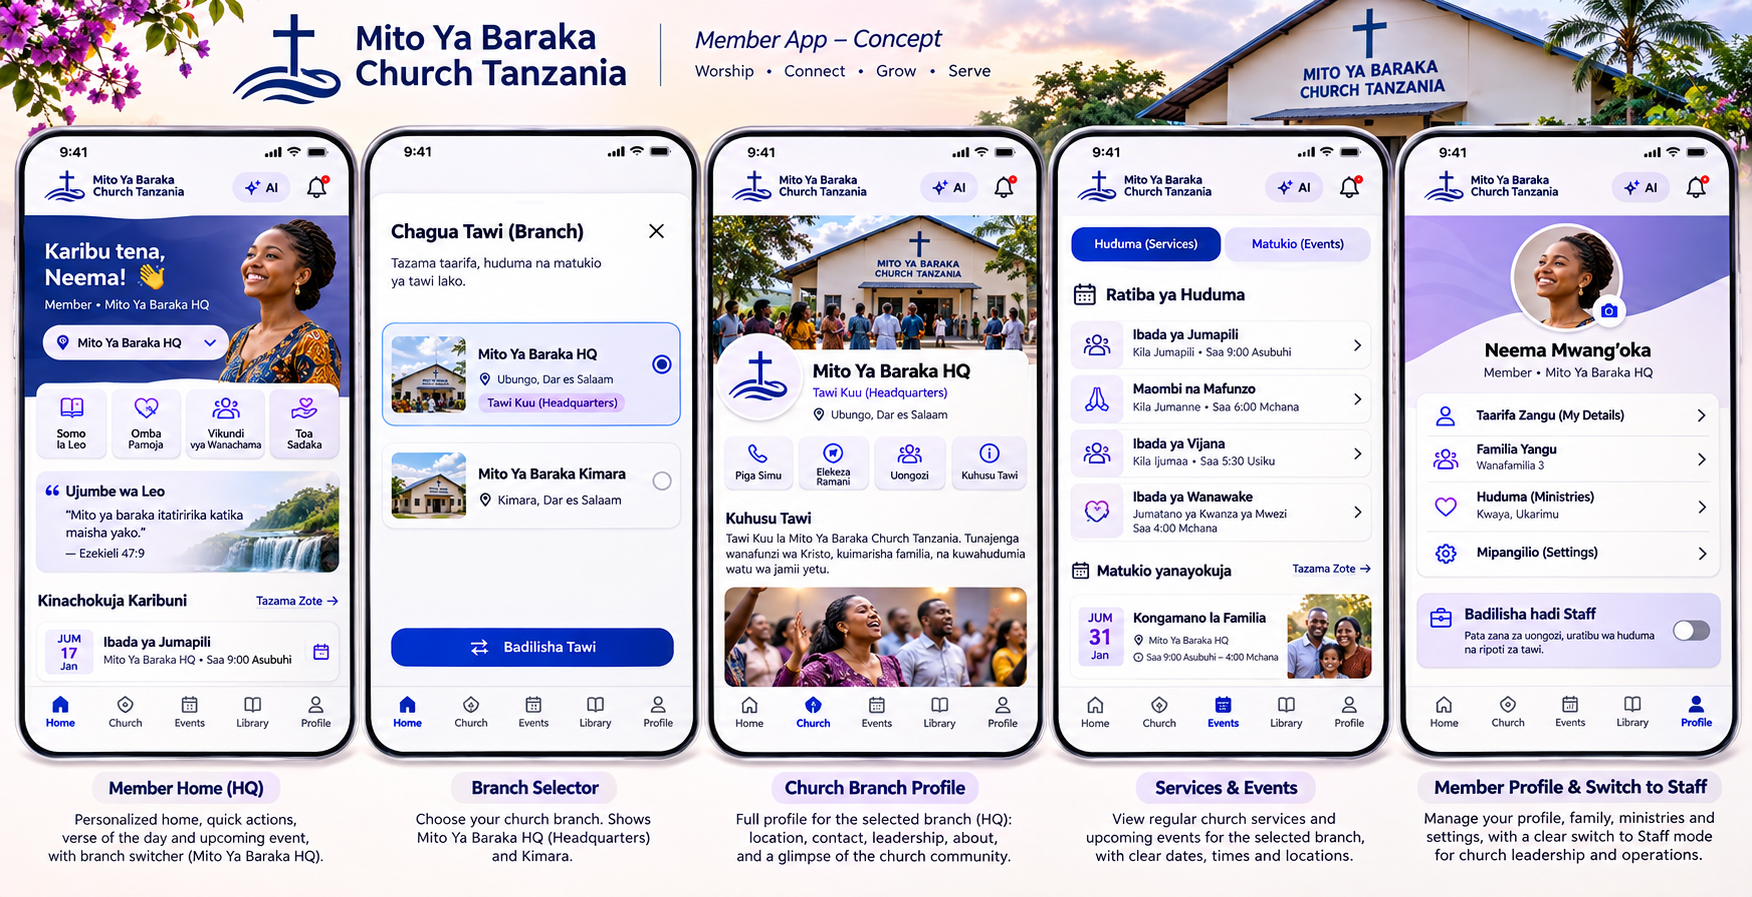 Mito Ya Baraka
Church Tanzania
Member App – Concept
Worship • Connect • Grow • Serve
MITO YA BARAKA
CHURCH TANZANIA
9:41
Mito Ya Baraka
Church Tanzania
AI
Karibu tena,
Neema! 👋
Member • Mito Ya Baraka HQ
Mito Ya Baraka HQ
Somo
la Leo
Omba
Pamoja
Vikundi
vya Wanachama
Toa
Sadaka
“ Ujumbe wa Leo
“Mito ya baraka itatiririka katika
maisha yako.”
— Ezekieli 47:9
Kinachokuja Karibuni
Tazama Zote →
JUM
17
Jan
Ibada ya Jumapili
Mito Ya Baraka HQ • Saa 9:00 Asubuhi
Home
Church
Events
Library
Profile
Member Home (HQ)
Personalized home, quick actions,
verse of the day and upcoming event,
with branch switcher (Mito Ya Baraka HQ).
9:41
Chagua Tawi (Branch)
Tazama taarifa, huduma na matukio
ya tawi lako.
Mito Ya Baraka HQ
Ubungo, Dar es Salaam
Tawi Kuu (Headquarters)
Mito Ya Baraka Kimara
Kimara, Dar es Salaam
Badilisha Tawi
Home
Church
Events
Library
Profile
Branch Selector
Choose your church branch. Shows
Mito Ya Baraka HQ (Headquarters)
and Kimara.
9:41
Mito Ya Baraka
Church Tanzania
AI
MITO YA BARAKA
CHURCH TANZANIA
Mito Ya Baraka HQ
Tawi Kuu (Headquarters)
Ubungo, Dar es Salaam
Piga Simu
Elekeza
Ramani
Uongozi
Kuhusu Tawi
Kuhusu Tawi
Tawi Kuu la Mito Ya Baraka Church Tanzania. Tunajenga
wanafunzi wa Kristo, kuimarisha familia, na kuwahudumia
watu wa jamii yetu.
Home
Church
Events
Library
Profile
Church Branch Profile
Full profile for the selected branch (HQ):
location, contact, leadership, about,
and a glimpse of the church community.
9:41
Mito Ya Baraka
Church Tanzania
AI
Huduma (Services)
Matukio (Events)
Ratiba ya Huduma
Ibada ya Jumapili
Kila Jumapili • Saa 9:00 Asubuhi
Maombi na Mafunzo
Kila Jumanne • Saa 6:00 Mchana
Ibada ya Vijana
Kila Ijumaa • Saa 5:30 Usiku
Ibada ya Wanawake
Jumatano ya Kwanza ya Mwezi
Saa 4:00 Mchana
Matukio yanayokuja
Tazama Zote →
JUM
31
Jan
Kongamano la Familia
Mito Ya Baraka HQ
Saa 9:00 Asubuhi – 4:00 Mchana
Home
Church
Events
Library
Profile
Services & Events
View regular church services and
upcoming events for the selected branch,
with clear dates, times and locations.
9:41
Mito Ya Baraka
Church Tanzania
AI
Neema Mwang’oka
Member • Mito Ya Baraka HQ
Taarifa Zangu (My Details)
Familia Yangu
Wanafamilia 3
Huduma (Ministries)
Kwaya, Ukarimu
Mipangilio (Settings)
Badilisha hadi Staff
Pata zana za uongozi, uratibu wa huduma
na ripoti za tawi.
Home
Church
Events
Library
Profile
Member Profile & Switch to Staff
Manage your profile, family, ministries and
settings, with a clear switch to Staff mode
for church leadership and operations.